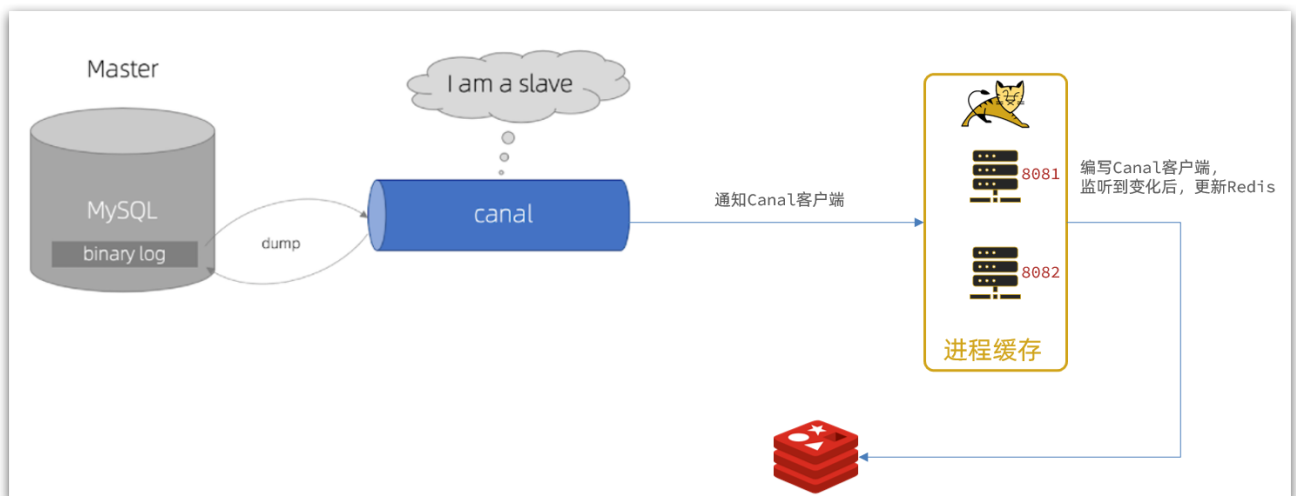 Master
I am a slave
MySQL
binary log
dump
canal
通知Canal客户端
8081
编写Canal客户端,
监听到变化后，更新Redis
8082
进程缓存